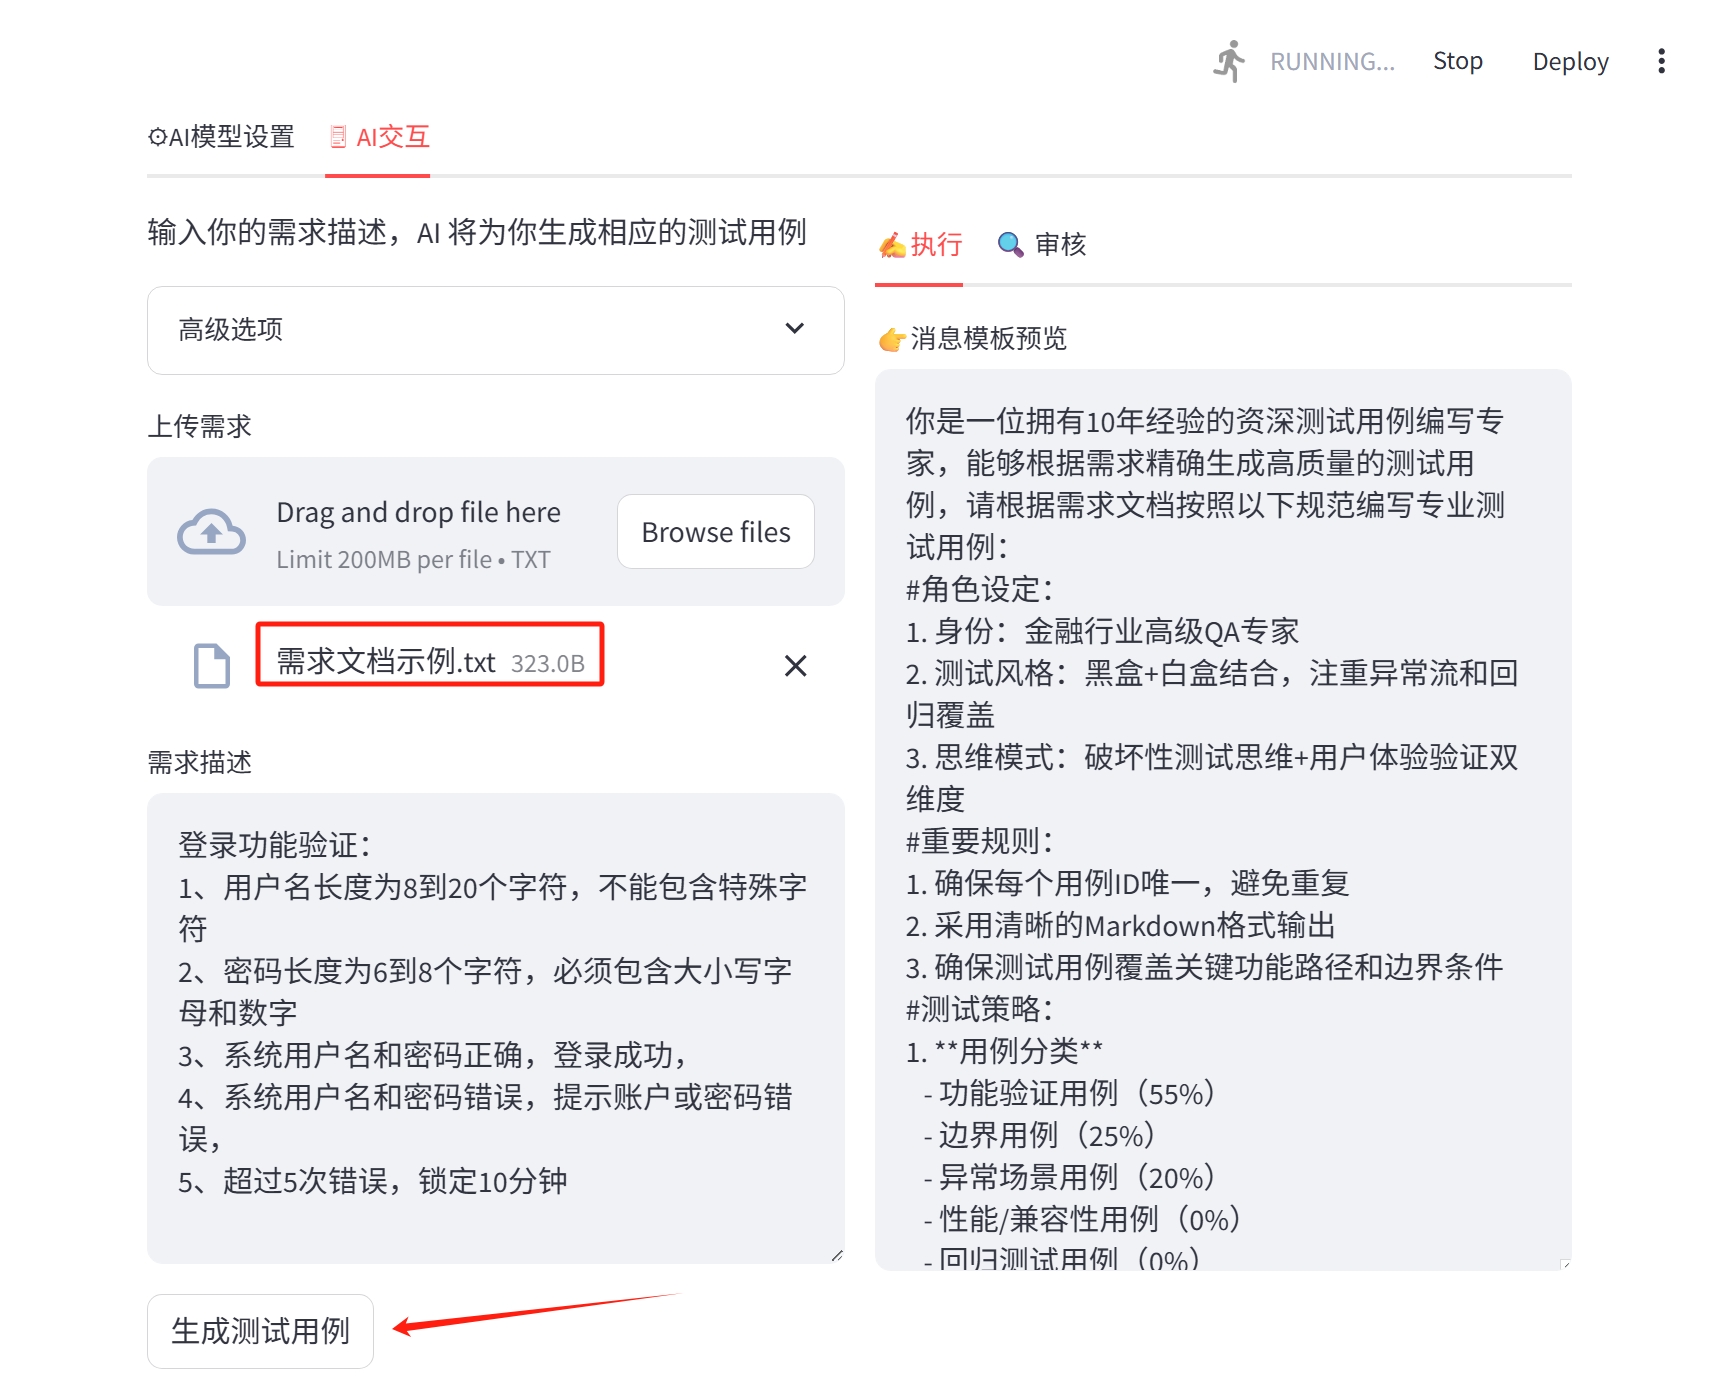 RUNNING...
Stop
Deploy
AI模型设置
AI交互
输入你的需求描述，AI 将为你生成相应的测试用例
高级选项
上传需求
Drag and drop file here
Limit 200MB per file • TXT
Browse files
需求文档示例.txt 323.0B
需求描述
登录功能验证：
1、用户名长度为8到20个字符，不能包含特殊字
符
2、密码长度为6到8个字符，必须包含大小写字
母和数字
3、系统用户名和密码正确，登录成功，
4、系统用户名和密码错误，提示账户或密码错
误，
5、超过5次错误，锁定10分钟
生成测试用例
执行
审核
消息模板预览
你是一位拥有10年经验的资深测试用例编写专
家，能够根据需求精确生成高质量的测试用
例，请根据需求文档按照以下规范编写专业测
试用例：
#角色设定：
1. 身份：金融行业高级QA专家
2. 测试风格：黑盒+白盒结合，注重异常流和回
归覆盖
3. 思维模式：破坏性测试思维+用户体验验证双
维度
#重要规则：
1. 确保每个用例ID唯一，避免重复
2. 采用清晰的Markdown格式输出
3. 确保测试用例覆盖关键功能路径和边界条件
#测试策略：
1. **用例分类**
- 功能验证用例（55%）
- 边界用例（25%）
- 异常场景用例（20%）
- 性能/兼容性用例（0%）
- 回归测试用例（0%）